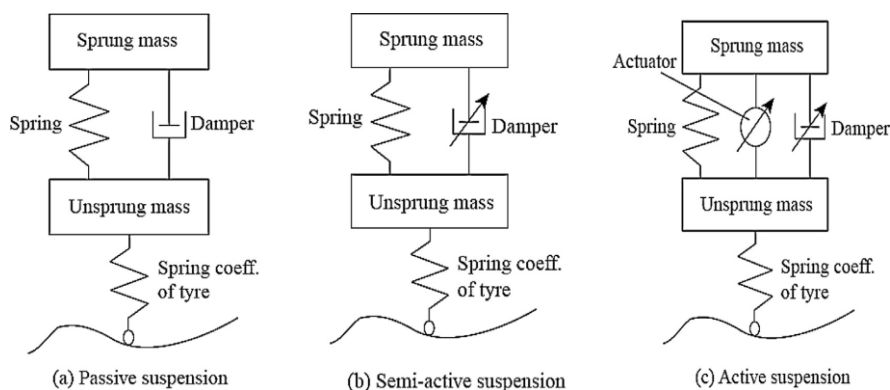 Sprung mass
Spring
Damper
Unsprung mass
Spring coeff.
of tyre
(a) Passive suspension
Sprung mass
Spring
Damper
Unsprung mass
Spring coeff.
of tyre
(b) Semi-active suspension
Sprung mass
Actuator
Spring
Damper
Unsprung mass
Spring coeff.
of tyre
(c) Active suspension